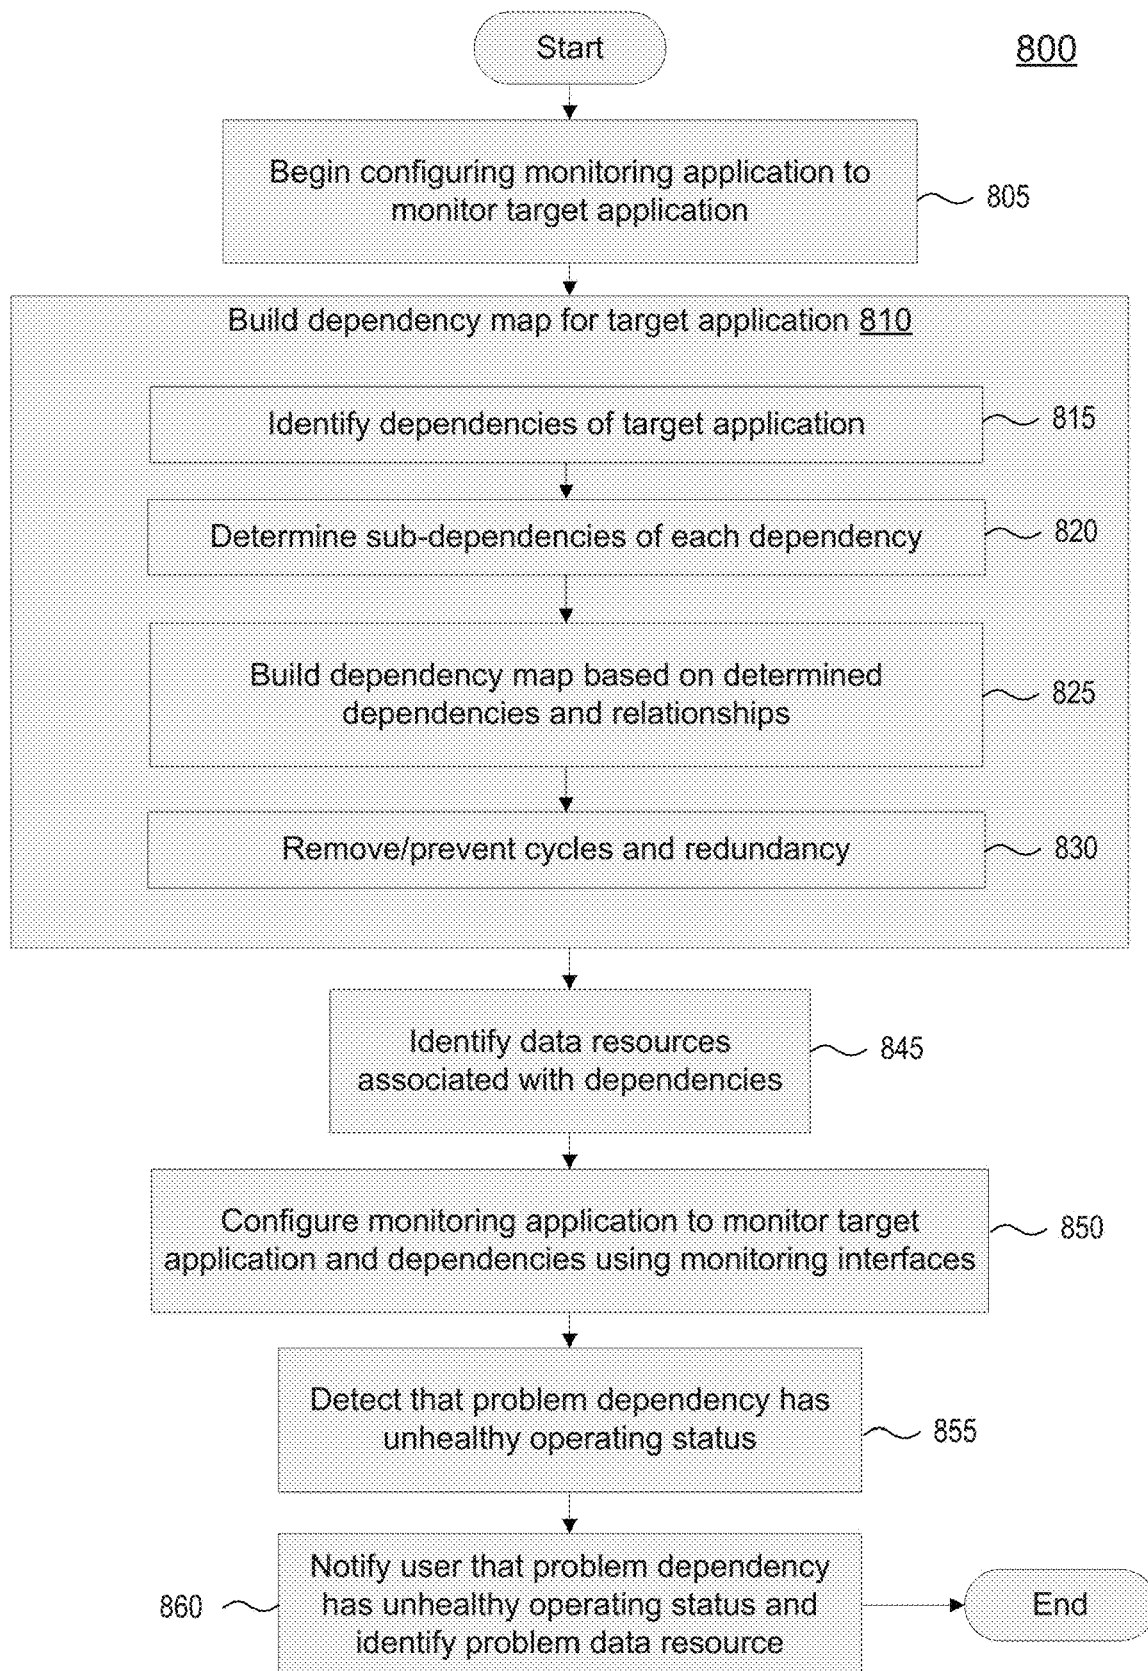 Start
800
Begin configuring monitoring application to
monitor target application
805
Build dependency map for target application 810
Identify dependencies of target application
815
Determine sub-dependencies of each dependency
820
Build dependency map based on determined
dependencies and relationships
825
Remove/prevent cycles and redundancy
830
Identify data resources
associated with dependencies
845
Configure monitoring application to monitor target
application and dependencies using monitoring interfaces
850
Detect that problem dependency has
unhealthy operating status
855
Notify user that problem dependency
has unhealthy operating status and
identify problem data resource
860
End